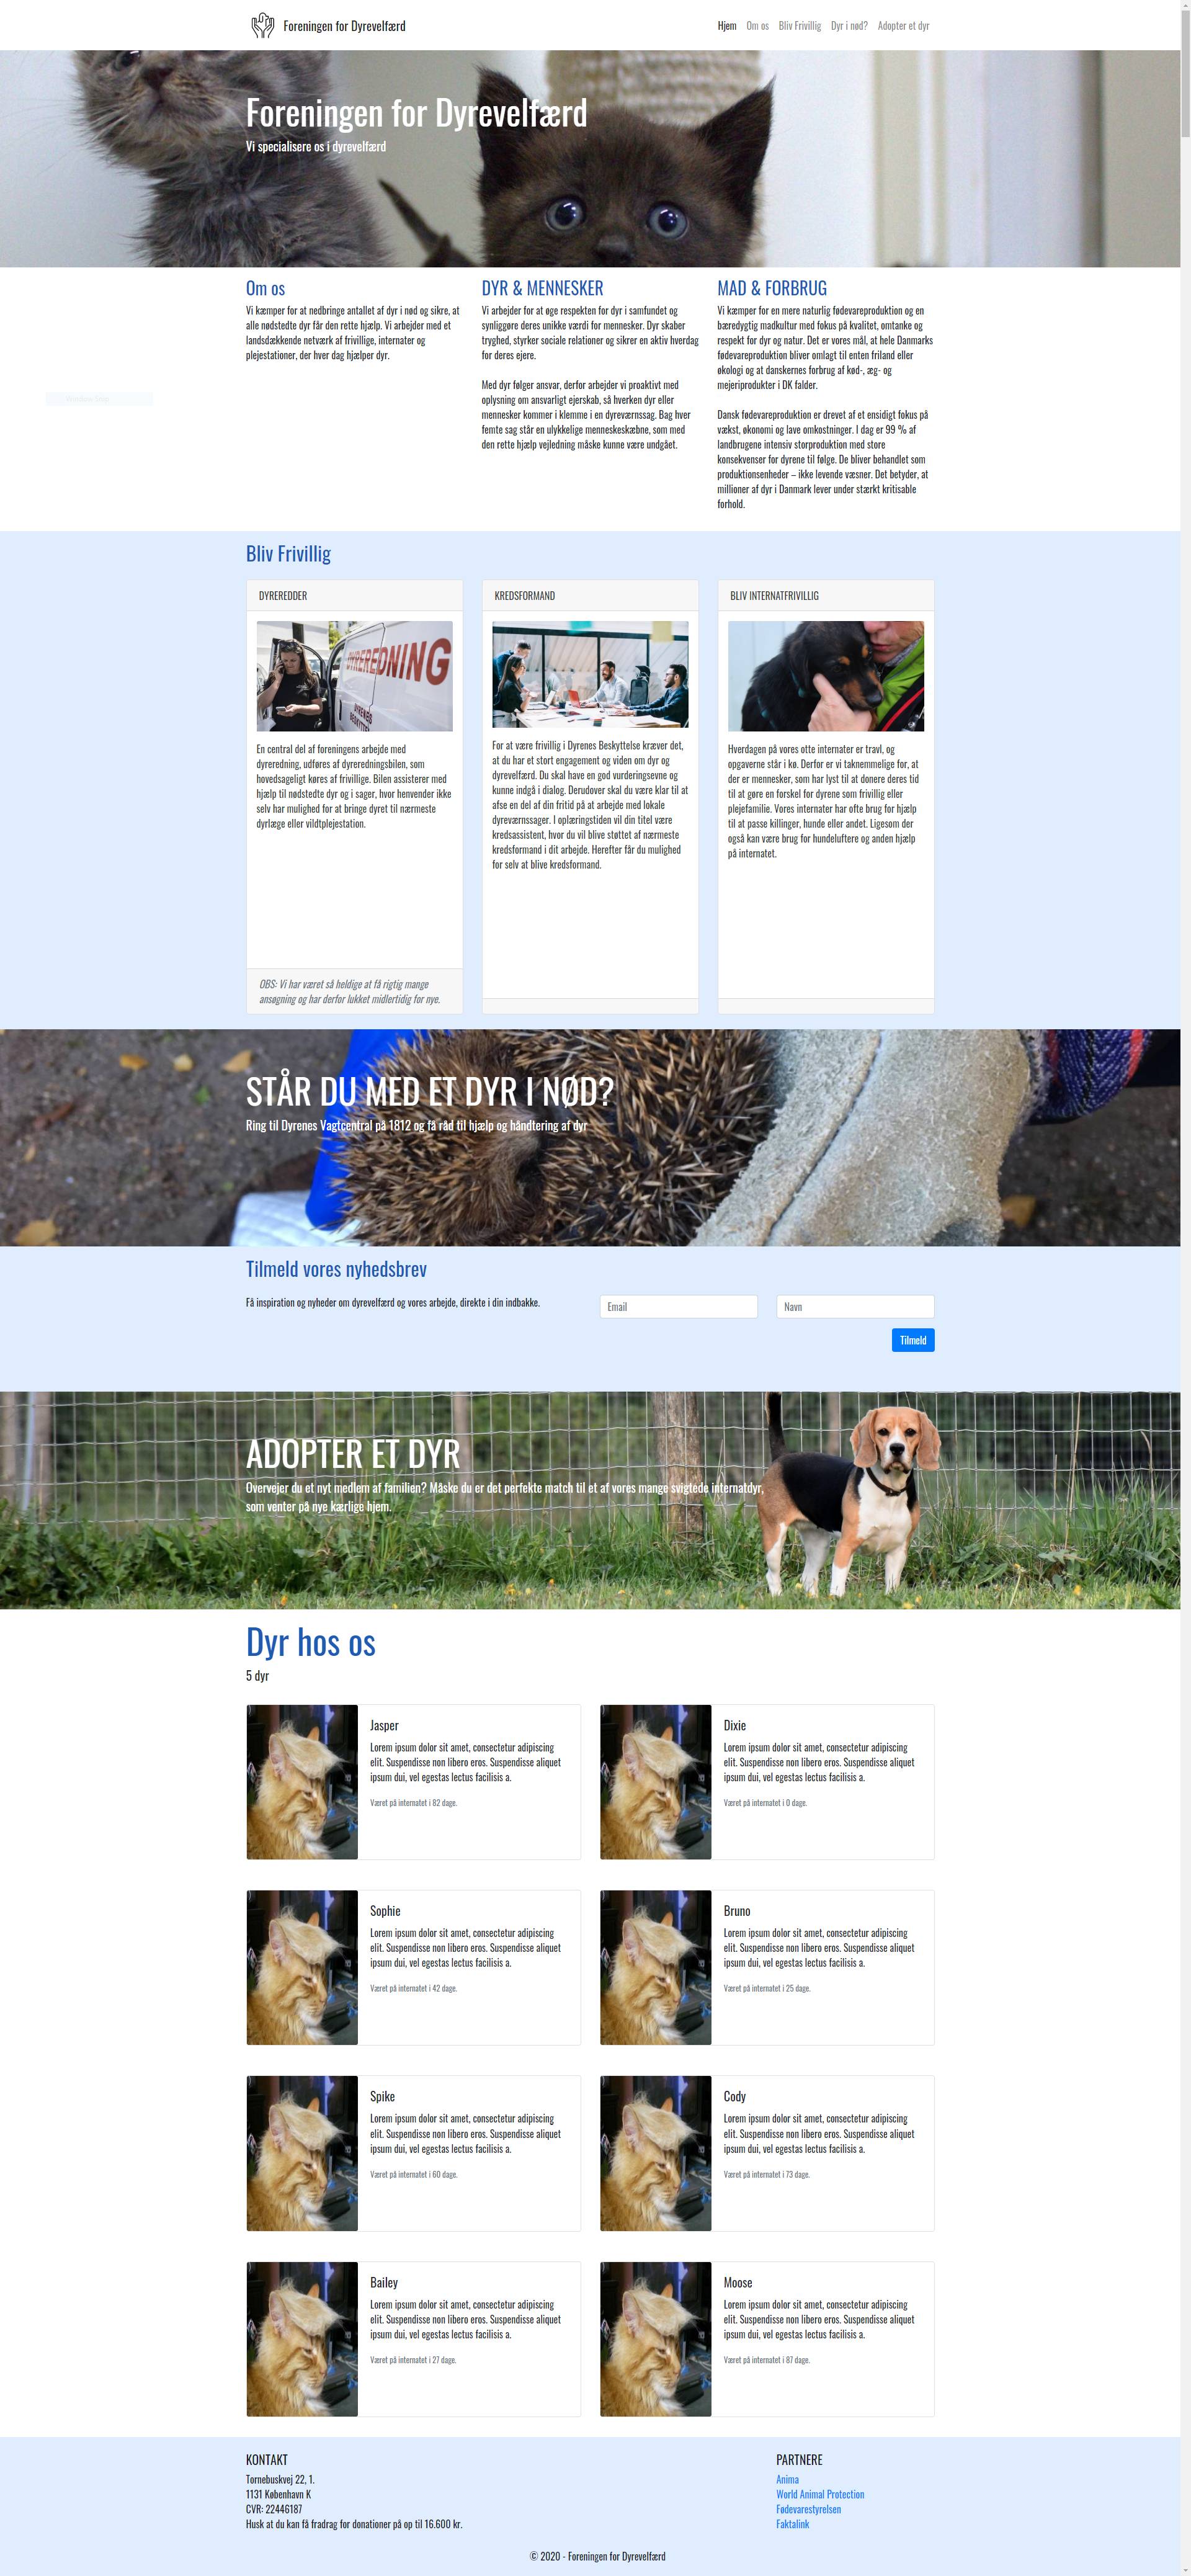 Foreningen for Dyrevelfærd
Hjem Om os Bliv Frivillig Dyr i nød? Adopter et dyr
Foreningen for Dyrevelfærd
Vi specialisere os i dyrevelfærd
Om os
Vi kæmper for at nedbringe antallet af dyr i nød og sikre, at
alle nødstedte dyr får den rette hjælp. Vi arbejder med et
landsdækkende netværk af frivillige, internater og
plejestationer, der hver dag hjælper dyr.
DYR & MENNESKER
Vi arbejder for at øge respekten for dyr i samfundet og
synliggøre deres unikke værdi for mennesker. Dyr skaber
tryghed, styrker sociale relationer og sikrer en aktiv hverdag
for deres ejere.
Med dyr følger ansvar, derfor arbejder vi proaktivt med
oplysning om ansvarligt ejerskab, så hverken dyr eller
mennesker kommer i klemme i en dyreværnssag. Bag hver
femte sag står en ulykkelige menneskeskæbne, som med
den rette hjælp vejledning måske kunne være undgået.
MAD & FORBRUG
Vi kæmper for en mere naturlig fødevareproduktion og en
bæredygtig madkultur med fokus på kvalitet, omtanke og
respekt for dyr og natur. Det er vores mål, at hele Danmarks
fødevareproduktion bliver omlagt til enten friland eller
økologi og at danskernes forbrug af kød-, æg- og
mejeriprodukter i DK falder.
Dansk fødevareproduktion er drevet af et ensidigt fokus på
vækst, økonomi og lave omkostninger. I dag er 99 % af
landbrugene intensiv storproduktion med store
konsekvenser for dyrene til følge. De bliver behandlet som
produktionsenheder – ikke levende væsner. Det betyder, at
millioner af dyr i Danmark lever under stærkt kritisable
forhold.
Bliv Frivillig
DYREREDDER
DYREREDNING
En central del af foreningens arbejde med
dyreredning, udføres af dyreredningsbilen, som
hovedsageligt køres af frivillige. Bilen assisterer med
hjælp til nødstedte dyr og i sager, hvor henvender ikke
selv har mulighed for at bringe dyret til nærmeste
dyrlæge eller vildtplejestation.
OBS: Vi har været så heldige at få rigtig mange
ansøgning og har derfor lukket midlertidig for nye.
KREDSFORMAND
For at være frivillig i Dyrenes Beskyttelse kræver det,
at du har et stort engagement og viden om dyr og
dyrevelfærd. Du skal have en god vurderingsevne og
kunne indgå i dialog. Derudover skal du være klar til at
afse en del af din fritid på at arbejde med lokale
dyreværnssager. I oplæringstiden vil din titel være
kredsassistent, hvor du vil blive støttet af nærmeste
kredsformand i dit arbejde. Herefter får du mulighed
for selv at blive kredsformand.
BLIV INTERNATFRIVILLIG
Hverdagen på vores otte internater er travl, og
opgaverne står i kø. Derfor er vi taknemmelige for, at
der er mennesker, som har lyst til at donere deres tid
til at gøre en forskel for dyrene som frivillig eller
plejefamilie. Vores internater har ofte brug for hjælp
til at passe killinger, hunde eller andet. Ligesom der
også kan være brug for hundeluftere og anden hjælp
på internatet.
STÅR DU MED ET DYR I NØD?
Ring til Dyrenes Vagtcentral på 1812 og få råd til hjælp og håndtering af dyr
Tilmeld vores nyhedsbrev
Få inspiration og nyheder om dyrevelfærd og vores arbejde, direkte i din indbakke.
Email
Navn
Tilmeld
ADOPTER ET DYR
Overvejer du et nyt medlem af familien? Måske du er det perfekte match til et af vores mange svigtede internatdyr,
som venter på nye kærlige hjem.
Dyr hos os
5 dyr
Jasper
Lorem ipsum dolor sit amet, consectetur adipiscing
elit. Suspendisse non libero eros. Suspendisse aliquet
ipsum dui, vel egestas lectus facilisis a.
Været på internatet i 82 dage.
Dixie
Lorem ipsum dolor sit amet, consectetur adipiscing
elit. Suspendisse non libero eros. Suspendisse aliquet
ipsum dui, vel egestas lectus facilisis a.
Været på internatet i 0 dage.
Sophie
Lorem ipsum dolor sit amet, consectetur adipiscing
elit. Suspendisse non libero eros. Suspendisse aliquet
ipsum dui, vel egestas lectus facilisis a.
Været på internatet i 42 dage.
Bruno
Lorem ipsum dolor sit amet, consectetur adipiscing
elit. Suspendisse non libero eros. Suspendisse aliquet
ipsum dui, vel egestas lectus facilisis a.
Været på internatet i 25 dage.
Spike
Lorem ipsum dolor sit amet, consectetur adipiscing
elit. Suspendisse non libero eros. Suspendisse aliquet
ipsum dui, vel egestas lectus facilisis a.
Været på internatet i 60 dage.
Cody
Lorem ipsum dolor sit amet, consectetur adipiscing
elit. Suspendisse non libero eros. Suspendisse aliquet
ipsum dui, vel egestas lectus facilisis a.
Været på internatet i 73 dage.
Bailey
Lorem ipsum dolor sit amet, consectetur adipiscing
elit. Suspendisse non libero eros. Suspendisse aliquet
ipsum dui, vel egestas lectus facilisis a.
Været på internatet i 27 dage.
Moose
Lorem ipsum dolor sit amet, consectetur adipiscing
elit. Suspendisse non libero eros. Suspendisse aliquet
ipsum dui, vel egestas lectus facilisis a.
Været på internatet i 87 dage.
KONTAKT
Tornebuskvej 22, 1.
1131 København K
CVR: 22446187
Husk at du kan få fradrag for donationer på op til 16.600 kr.
PARTNERE
Anima
World Animal Protection
Fødevarestyrelsen
Faktalink
© 2020 - Foreningen for Dyrevelfærd